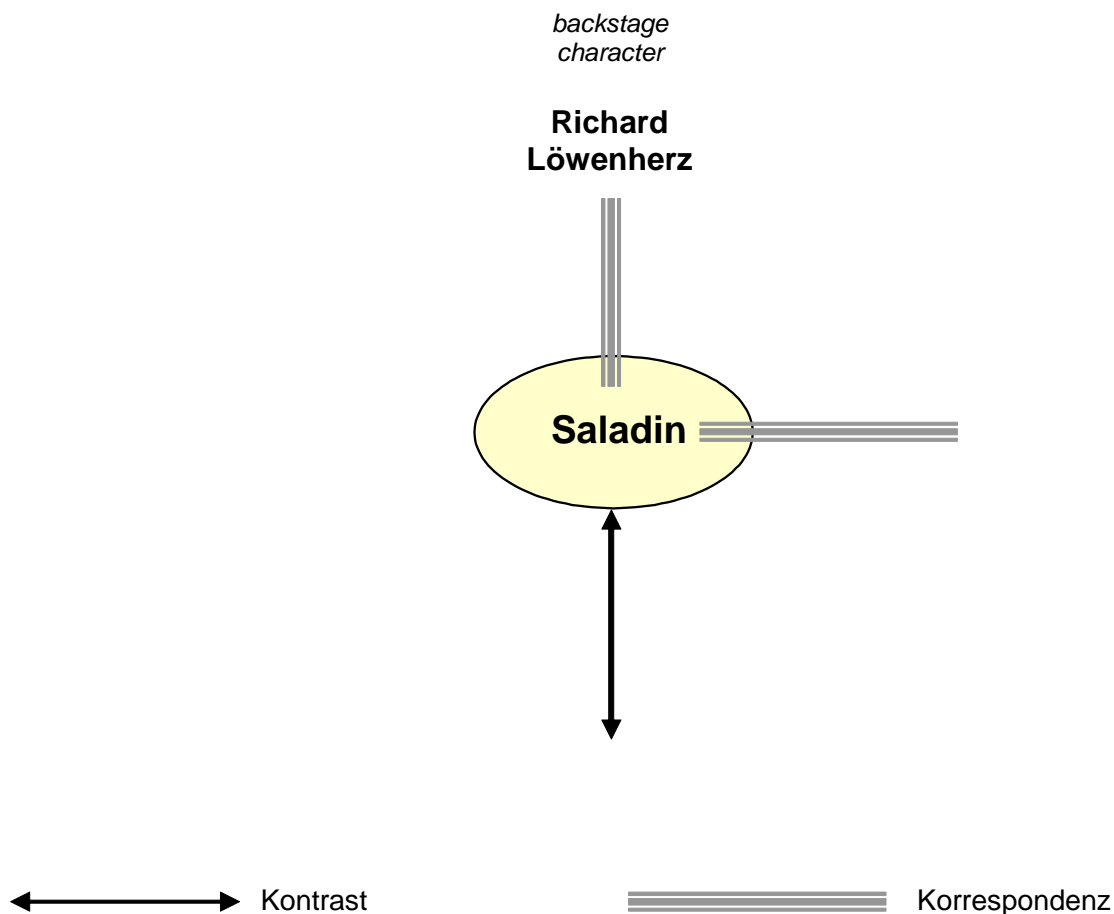 backstage
character
Richard
Löwenherz
Saladin
Kontrast
Korrespondenz